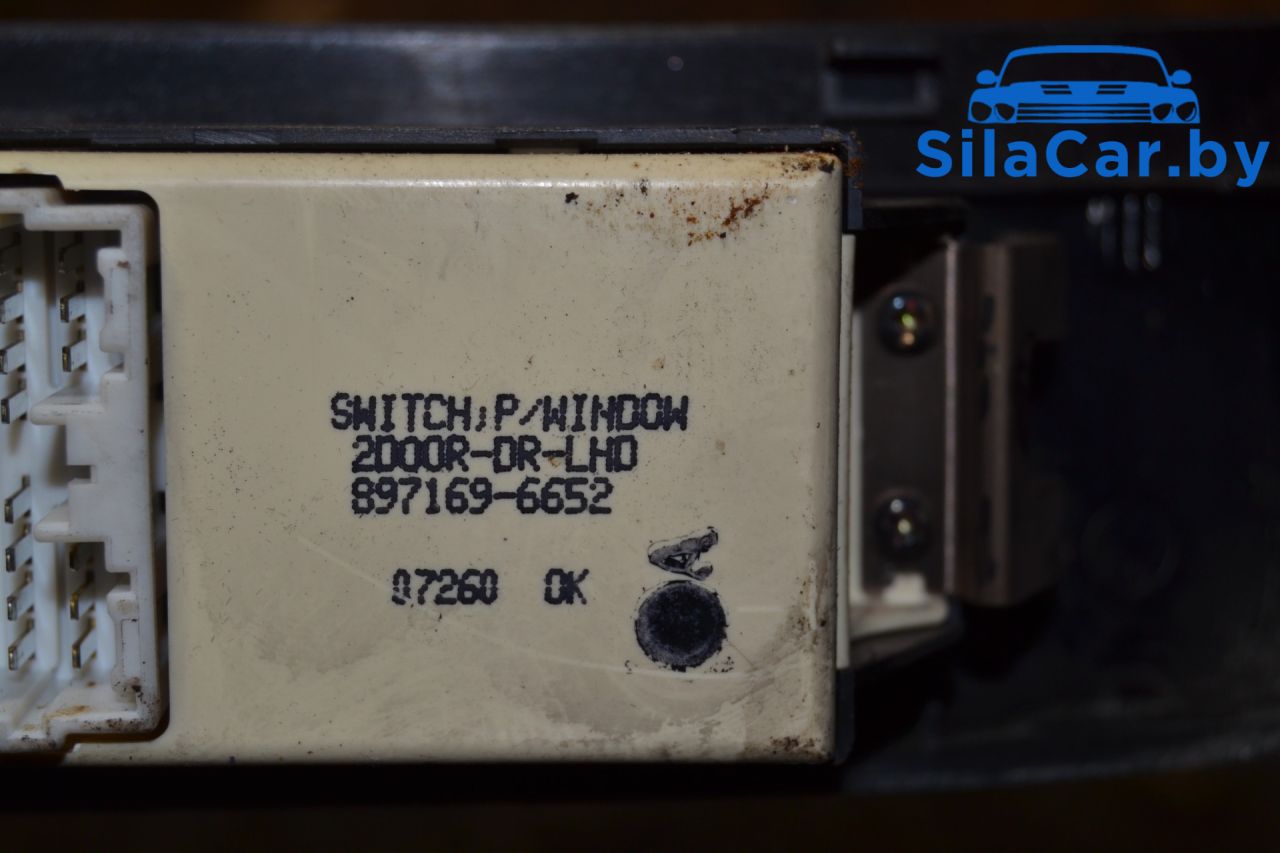 SilaCar.by
SWITCH;P/WINDOW
2DOOR-DR-LHD
897169-6652
07260 OK